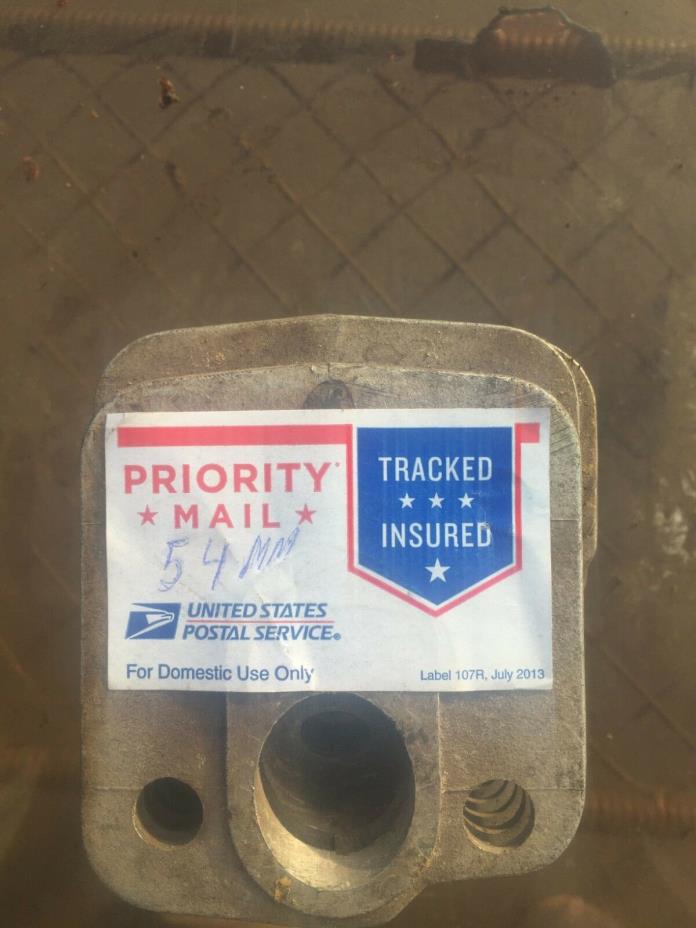 PRIORITY
MAIL
TRACKED
INSURED
54 MM
UNITED STATES
POSTAL SERVICE®
For Domestic Use Only
Label 107R, July 2013